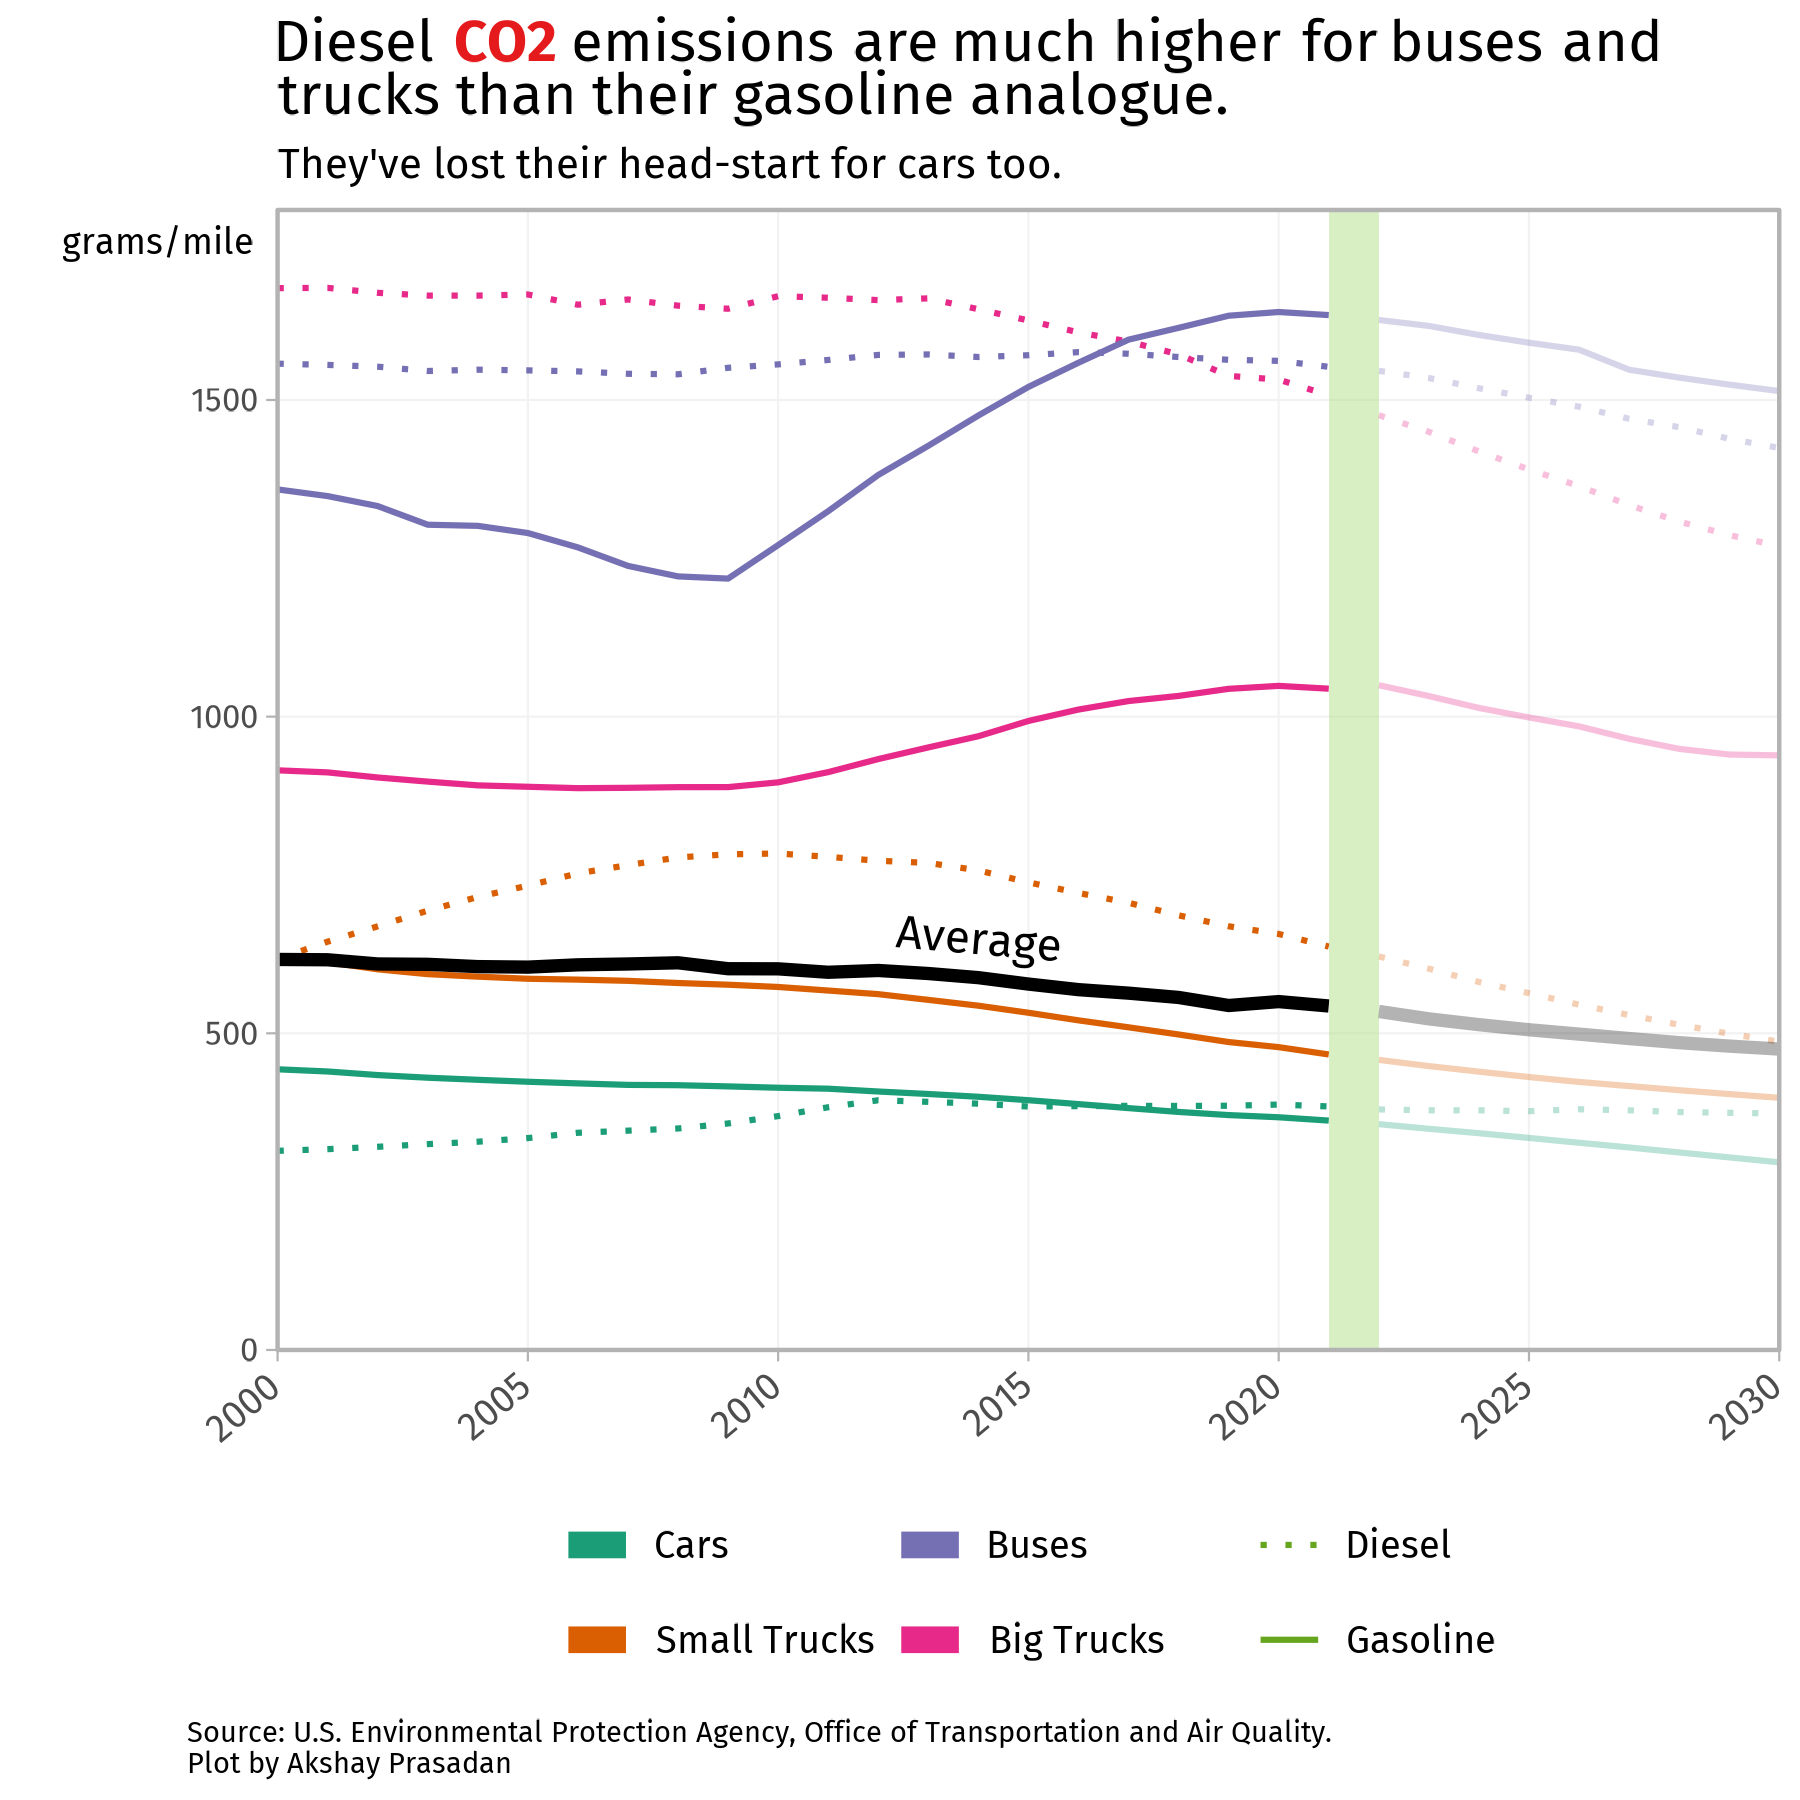 Diesel CO2 emissions are much higher for buses and
trucks than their gasoline analogue.
They've lost their head-start for cars too.
grams/mile
1500
1000
500
0
Average
2000 2005 2010 2015 2020 2025 2030
Cars Buses Diesel
Small Trucks Big Trucks Gasoline
Source: U.S. Environmental Protection Agency, Office of Transportation and Air Quality.
Plot by Akshay Prasadan